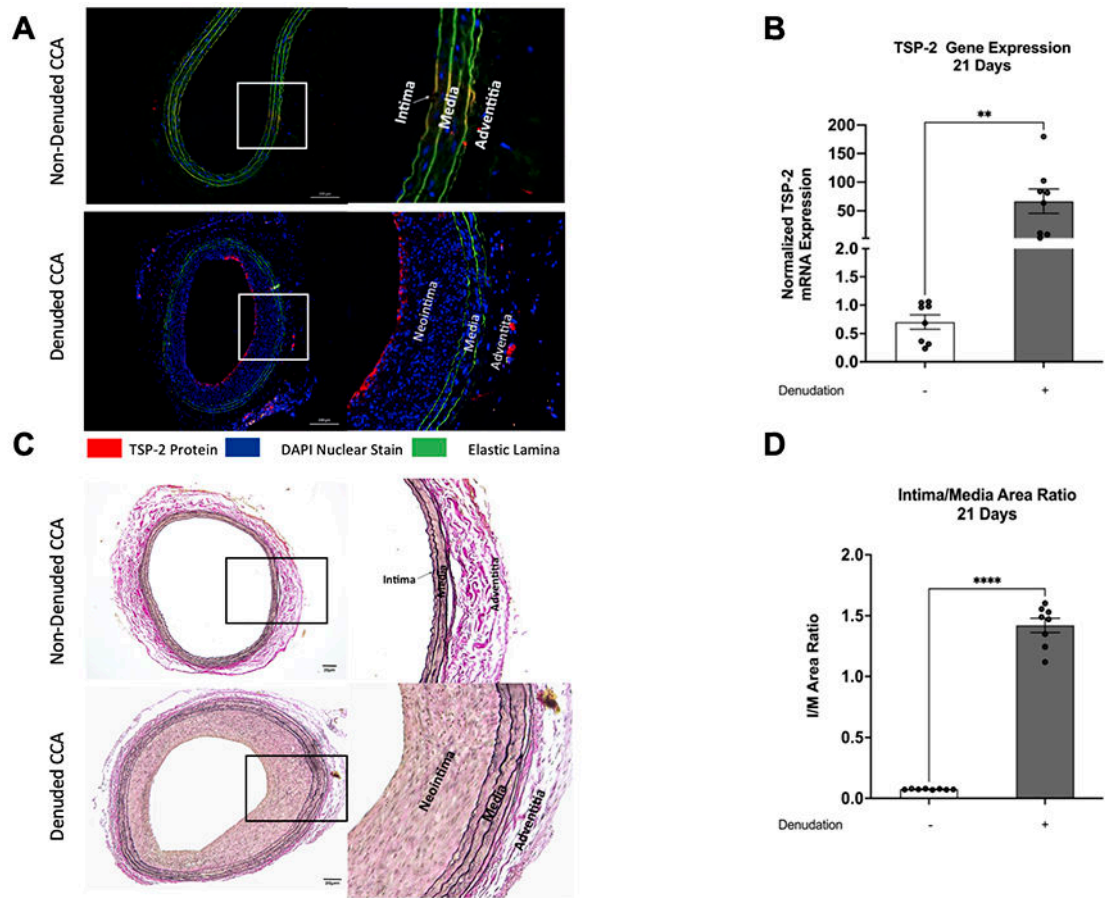 A
Non-Denuded CCA
Intima
Media
Adventitia
Denuded CCA
Neointima
Media
Adventita
TSP-2 Protein
DAPI Nuclear Stain
Elastic Lamina
B
TSP-2 Gene Expression
21 Days
Normalized TSP-2
mRNA Expression
200
150
100
50
2.0
1.5
1.0
0.5
0.0
**
Denudation
-
+
C
Non-Denuded CCA
Intima
Media
Adventitia
Denuded CCA
Neointima
Media
Adventitia
D
Intima/Media Area Ratio
21 Days
I/M Area Ratio
2.0
1.5
1.0
0.5
0.0
****
Denudation
-
+